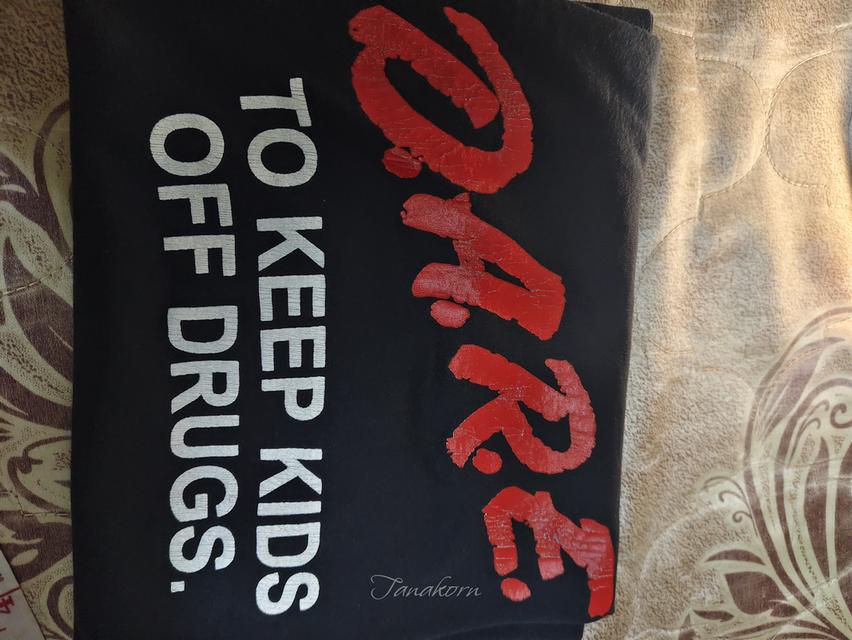 D.A.R.E.
TO KEEP KIDS
OFF DRUGS.
Tanakorn